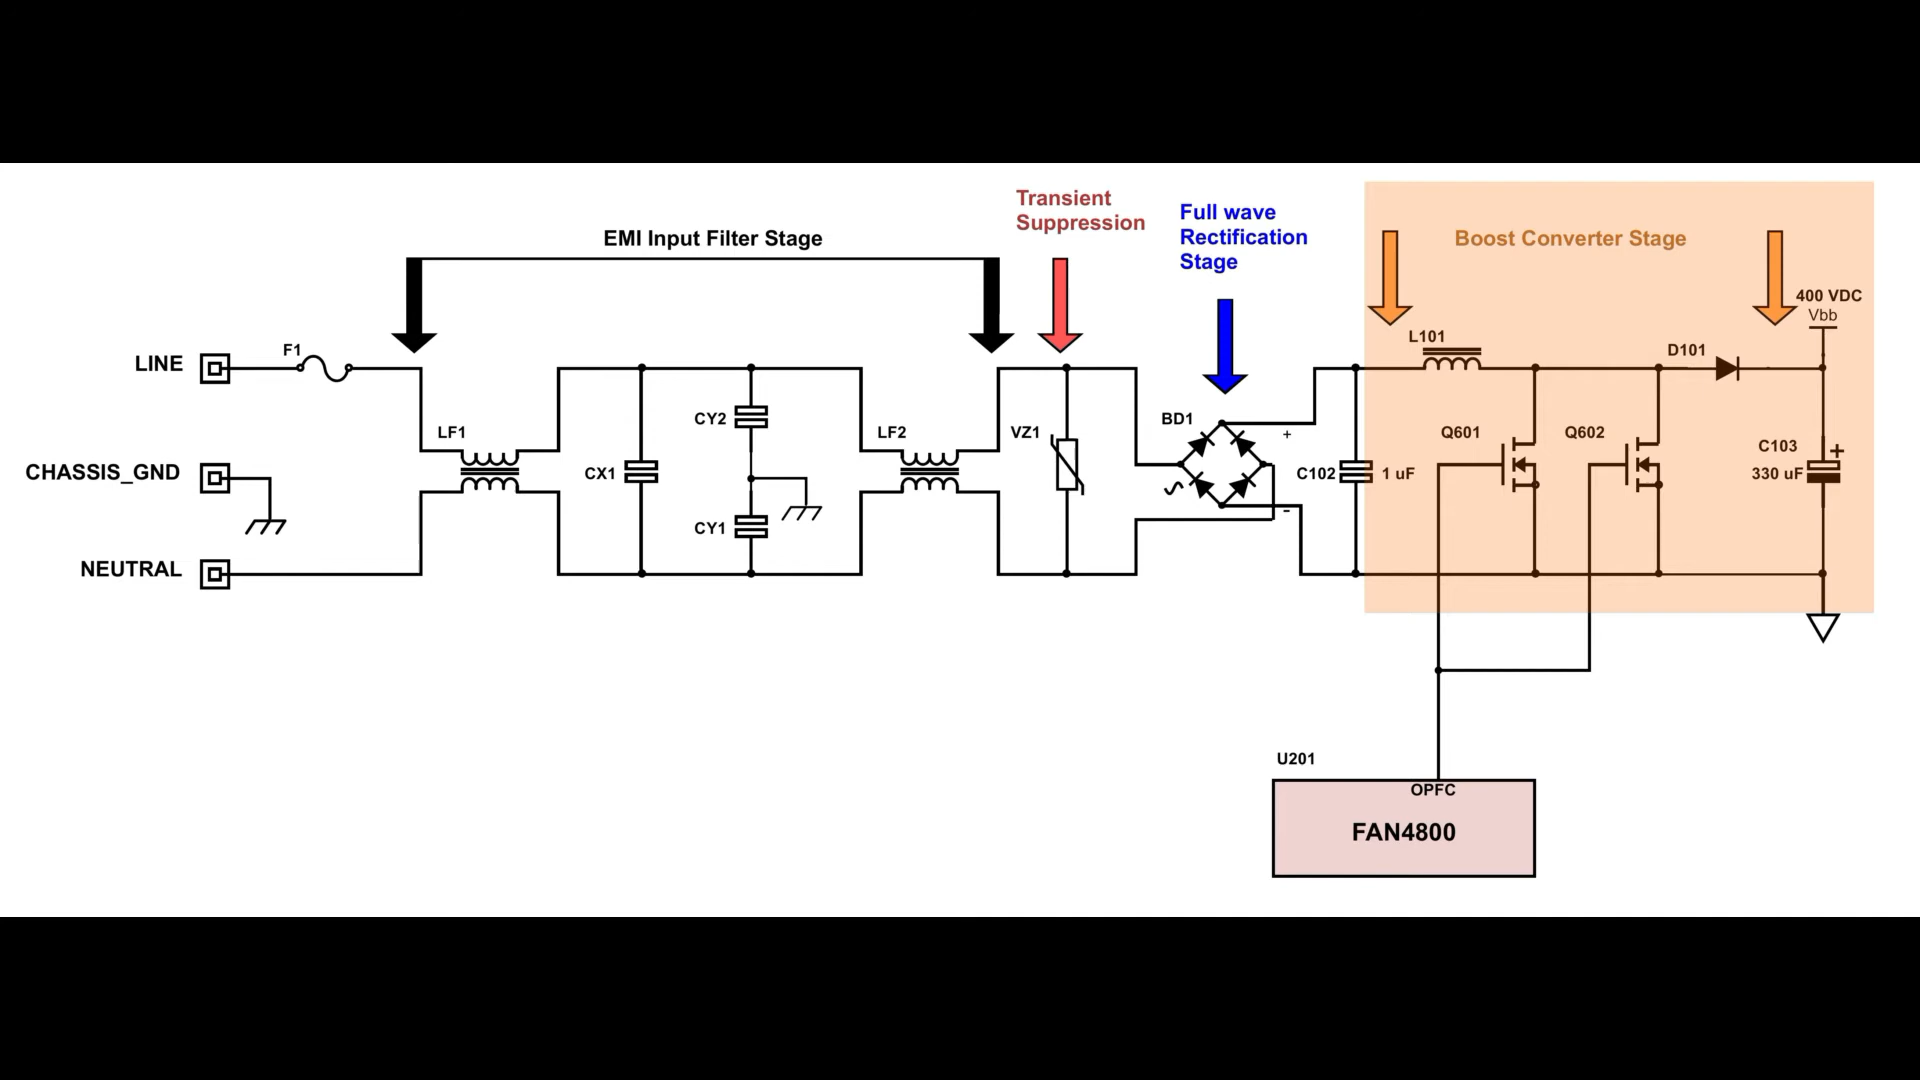 Transient
Suppression
Full wave
Rectification
Stage
EMI Input Filter Stage
Boost Converter Stage
400 VDC
Vbb
LINE
F1
L101
D101
LF1
CY2
LF2
VZ1
BD1
+
Q601
Q602
C103
+
330 uF
CHASSIS_GND
CX1
C102
1 uF
CY1
-
NEUTRAL
U201
OPFC
FAN4800